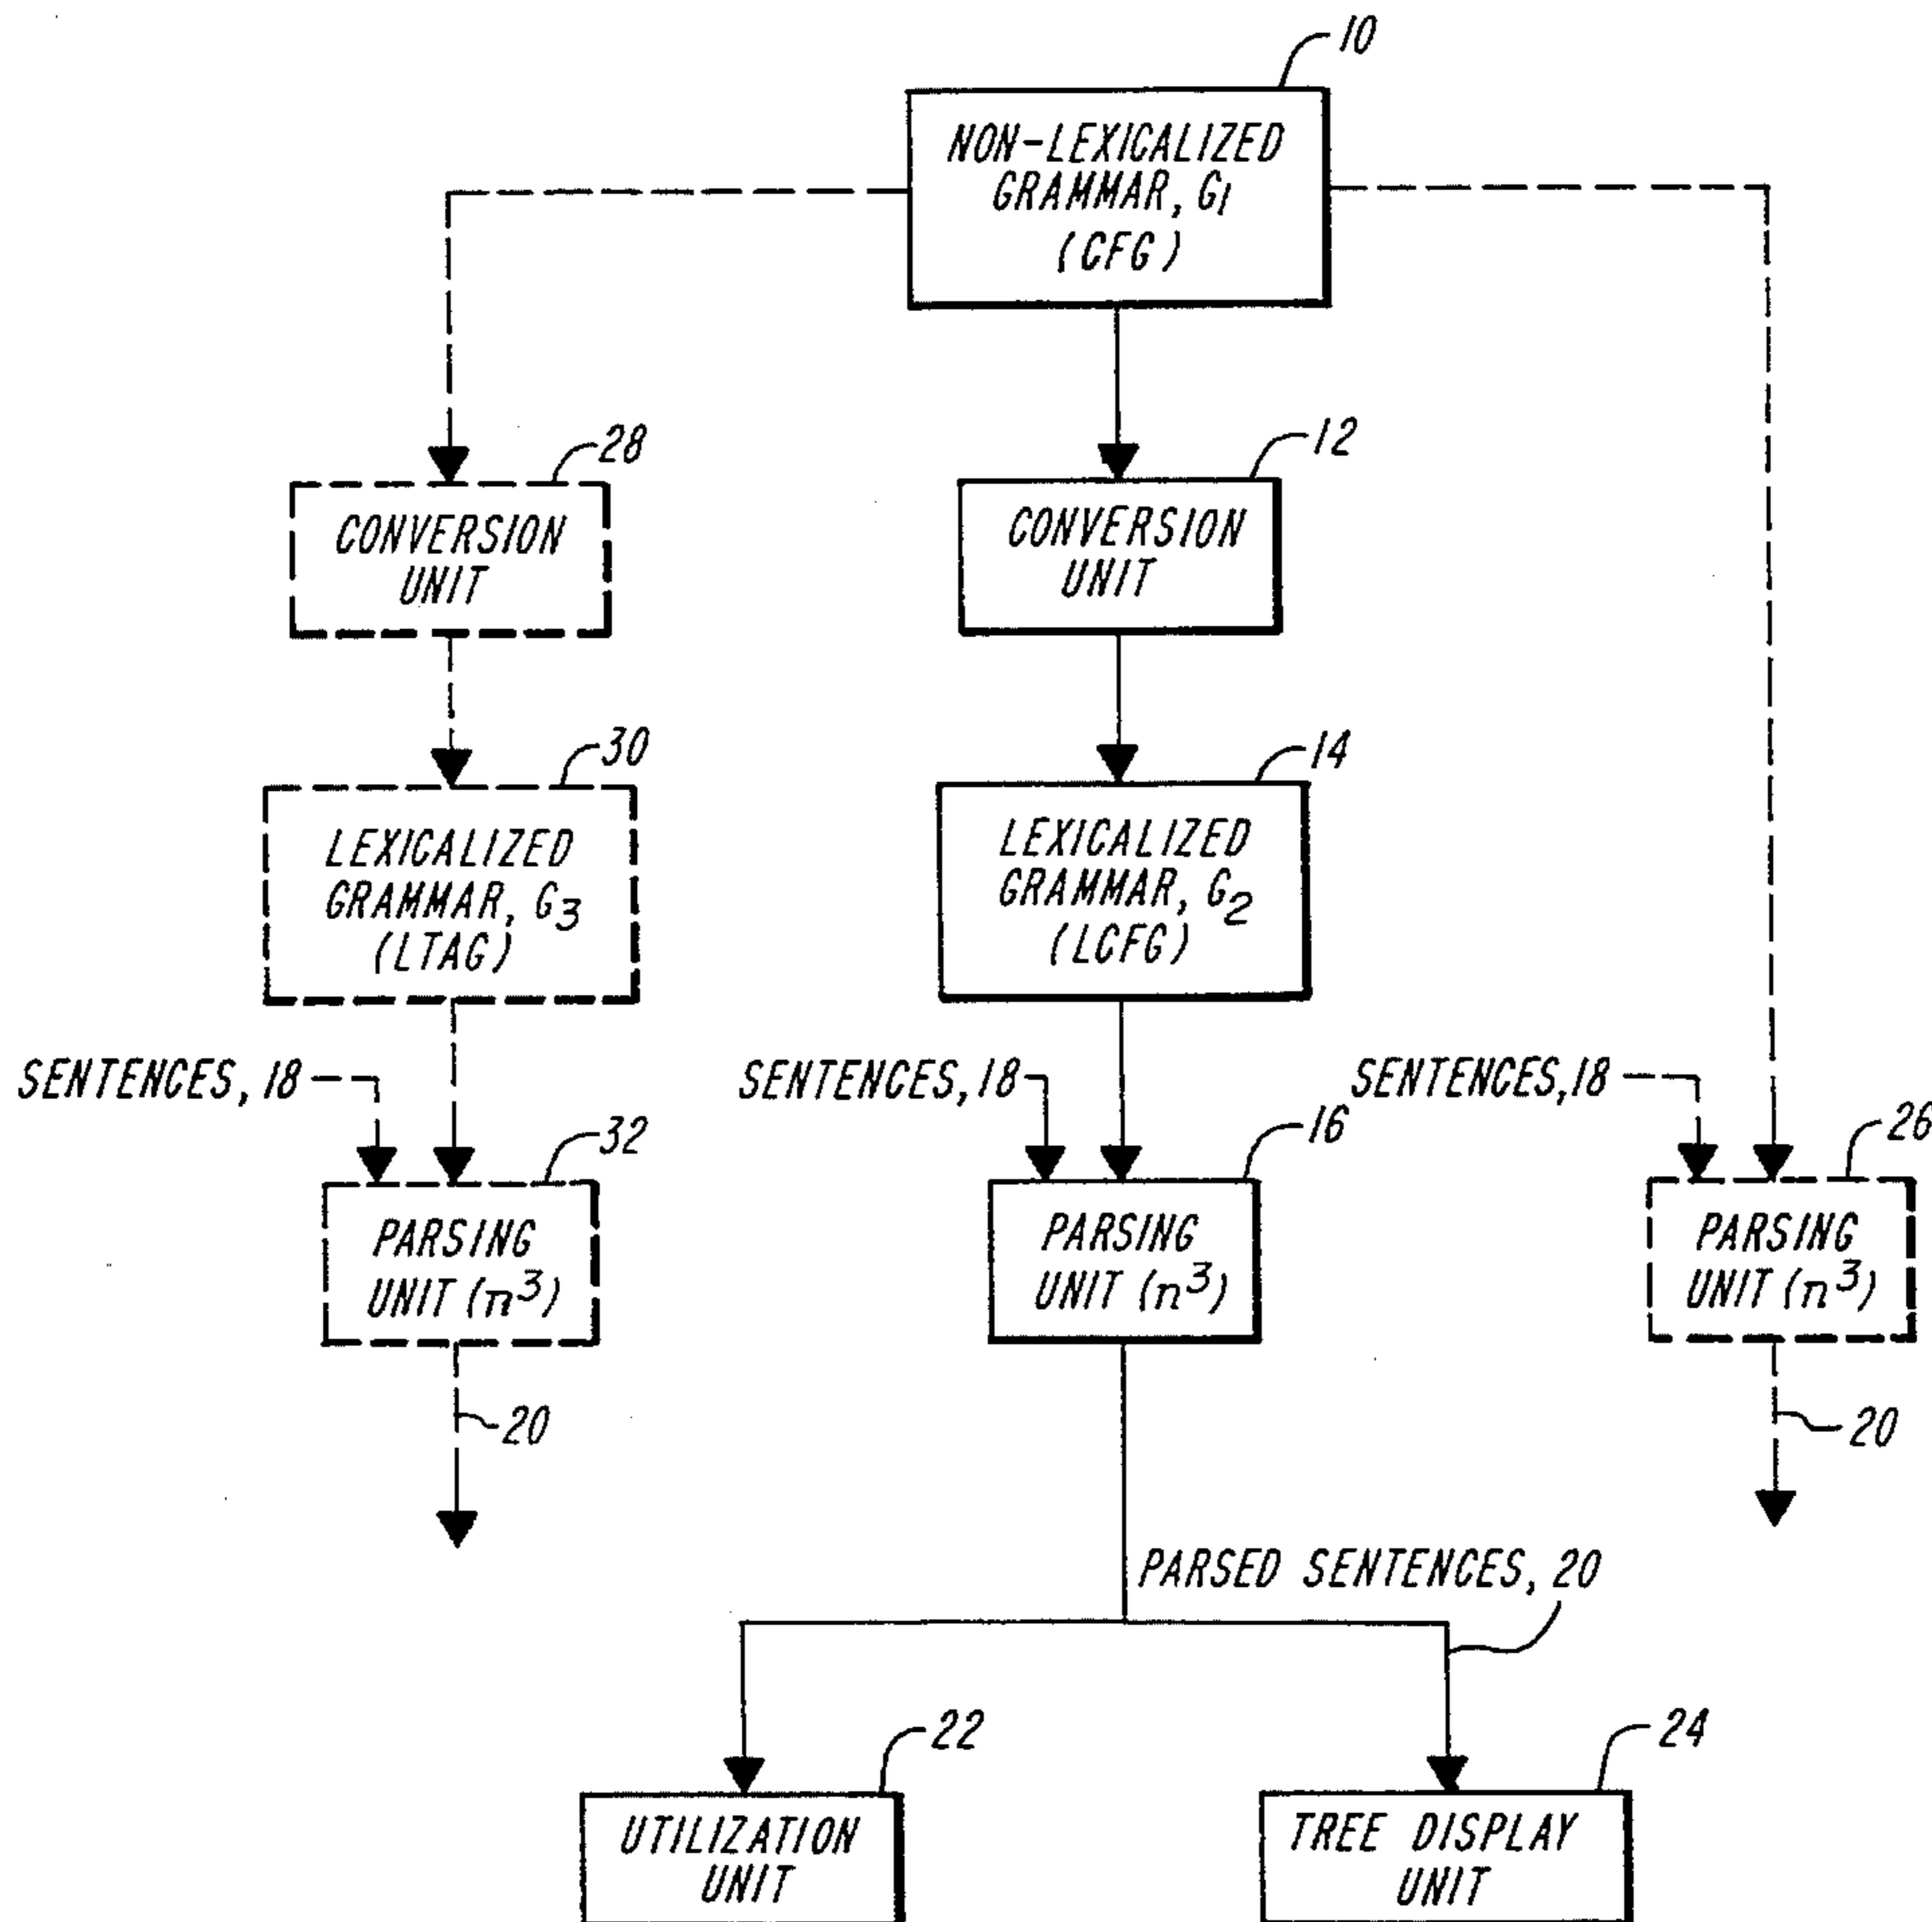 10
NON-LEXICALIZED
GRAMMAR, G1
(CFG)
28
CONVERSION
UNIT
12
CONVERSION
UNIT
30
LEXICALIZED
GRAMMAR, G3
(LTAG)
14
LEXICALIZED
GRAMMAR, G2
(LCFG)
SENTENCES, 18
SENTENCES, 18
SENTENCES, 18
32
PARSING
UNIT (n3)
16
PARSING
UNIT (n3)
26
PARSING
UNIT (n3)
20
20
PARSED SENTENCES, 20
22
UTILIZATION
UNIT
24
TREE DISPLAY
UNIT